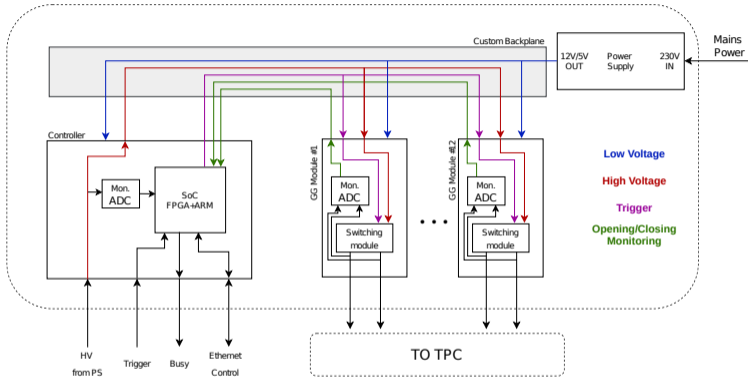 Custom Backplane
12V/5V
OUT
Power
Supply
230V
IN
Mains
Power
Controller
Mon.
ADC
SoC
FPGA+ARM
GG Module #1
Mon.
ADC
Switching
module
GG Module #12
Mon.
ADC
Switching
module
Low Voltage
High Voltage
Trigger
Opening/Closing
Monitoring
HV
from PS
Trigger
Busy
Ethernet
Control
TO TPC